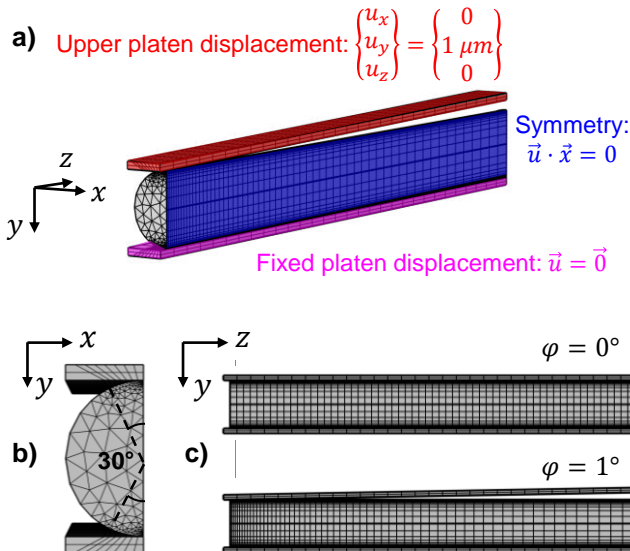 a)
Upper platen displacement: {u_x u_y u_z} = {0 1 μm 0}
Symmetry:
u⃗ · x⃗ = 0
z
x
y
Fixed platen displacement: u⃗ = 0⃗
x
z
φ = 0°
y
y
b)
30°
c)
φ = 1°